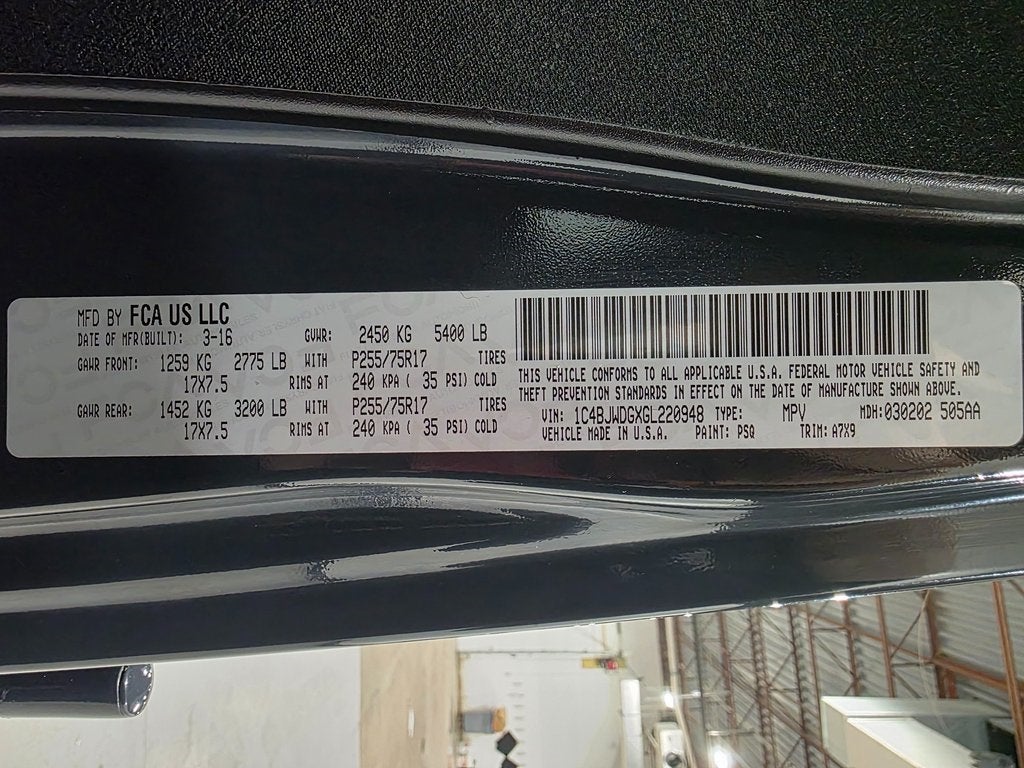 MFD BY FCA US LLC
DATE OF MFR(BUILT): 3-16 GVWR: 2450 KG 5400 LB
GAWR FRONT: 1259 KG 2775 LB WITH P255/75R17 TIRES
17X7.5 RIMS AT 240 KPA ( 35 PSI) COLD
GAWR REAR: 1452 KG 3200 LB WITH P255/75R17 TIRES
17X7.5 RIMS AT 240 KPA ( 35 PSI) COLD
THIS VEHICLE CONFORMS TO ALL APPLICABLE U.S.A. FEDERAL MOTOR VEHICLE SAFETY AND
THEFT PREVENTION STANDARDS IN EFFECT ON THE DATE OF MANUFACTURE SHOWN ABOVE.
VIN: 1C4BJWDGXGL220948 TYPE: MPV MDH: 030202 505AA
VEHICLE MADE IN U.S.A. PAINT: PSQ TRIM: A7X9